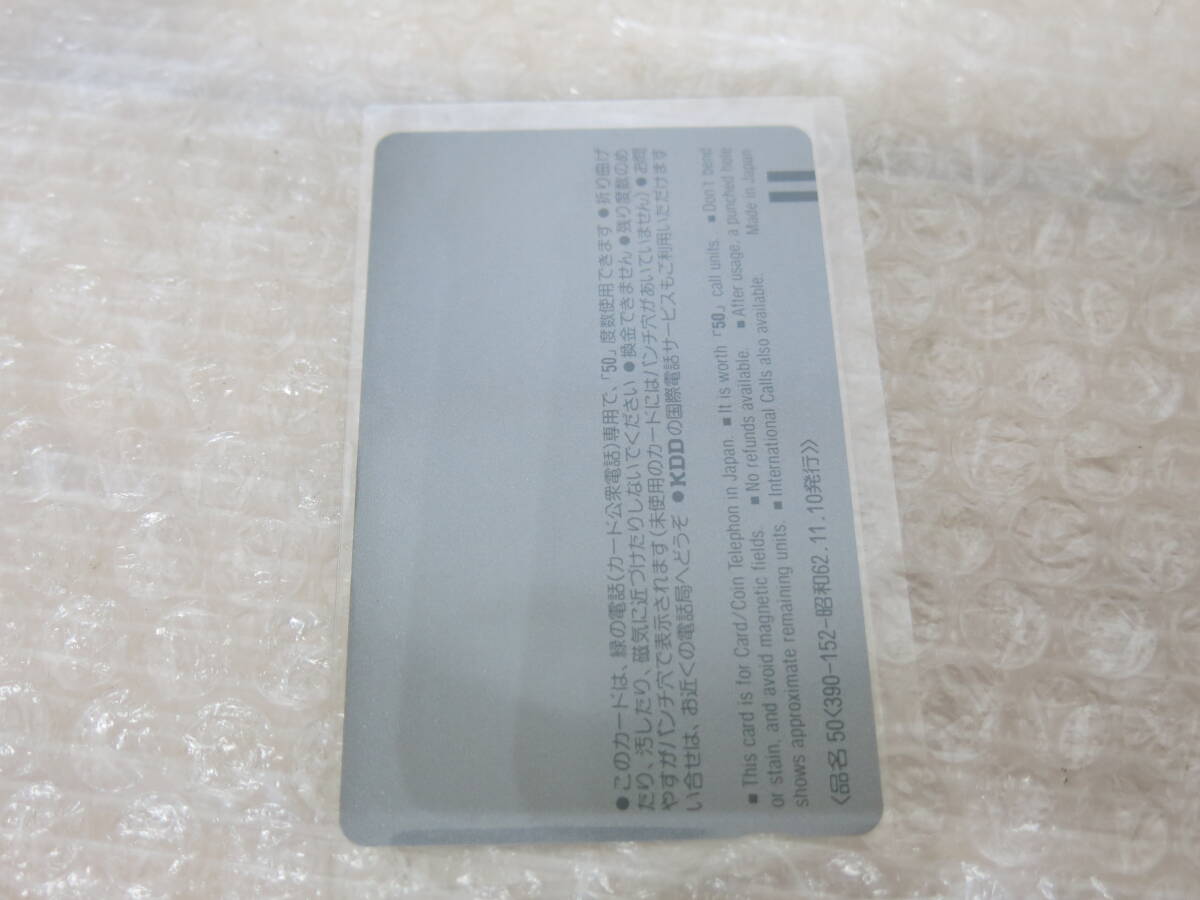 ●このカードは、緑の電話(カード公衆電話)専用で、「50」度数使用できます●折り曲げ
たり、汚したり、磁気に近づけたりしないでください●換金できません●残り度数のめ
やすがパンチ穴で表示されます(未使用のカードにはパンチ穴があいていません)●お問
い合せは、お近くの電話局へどうぞ ●KDDの国際電話サービスもご利用いただけます
■This card is for Card/Coin Telephon in Japan. ■It is worth「50」call units. ■Don't bend
or stain, and avoid magnetic fields. ■No refunds available. ■After usage, a punched hole
shows approximate remaining units. ■International Calls also available. Made in Japan
〈品名 50〈390-152-昭和62.11.10発行〉〉